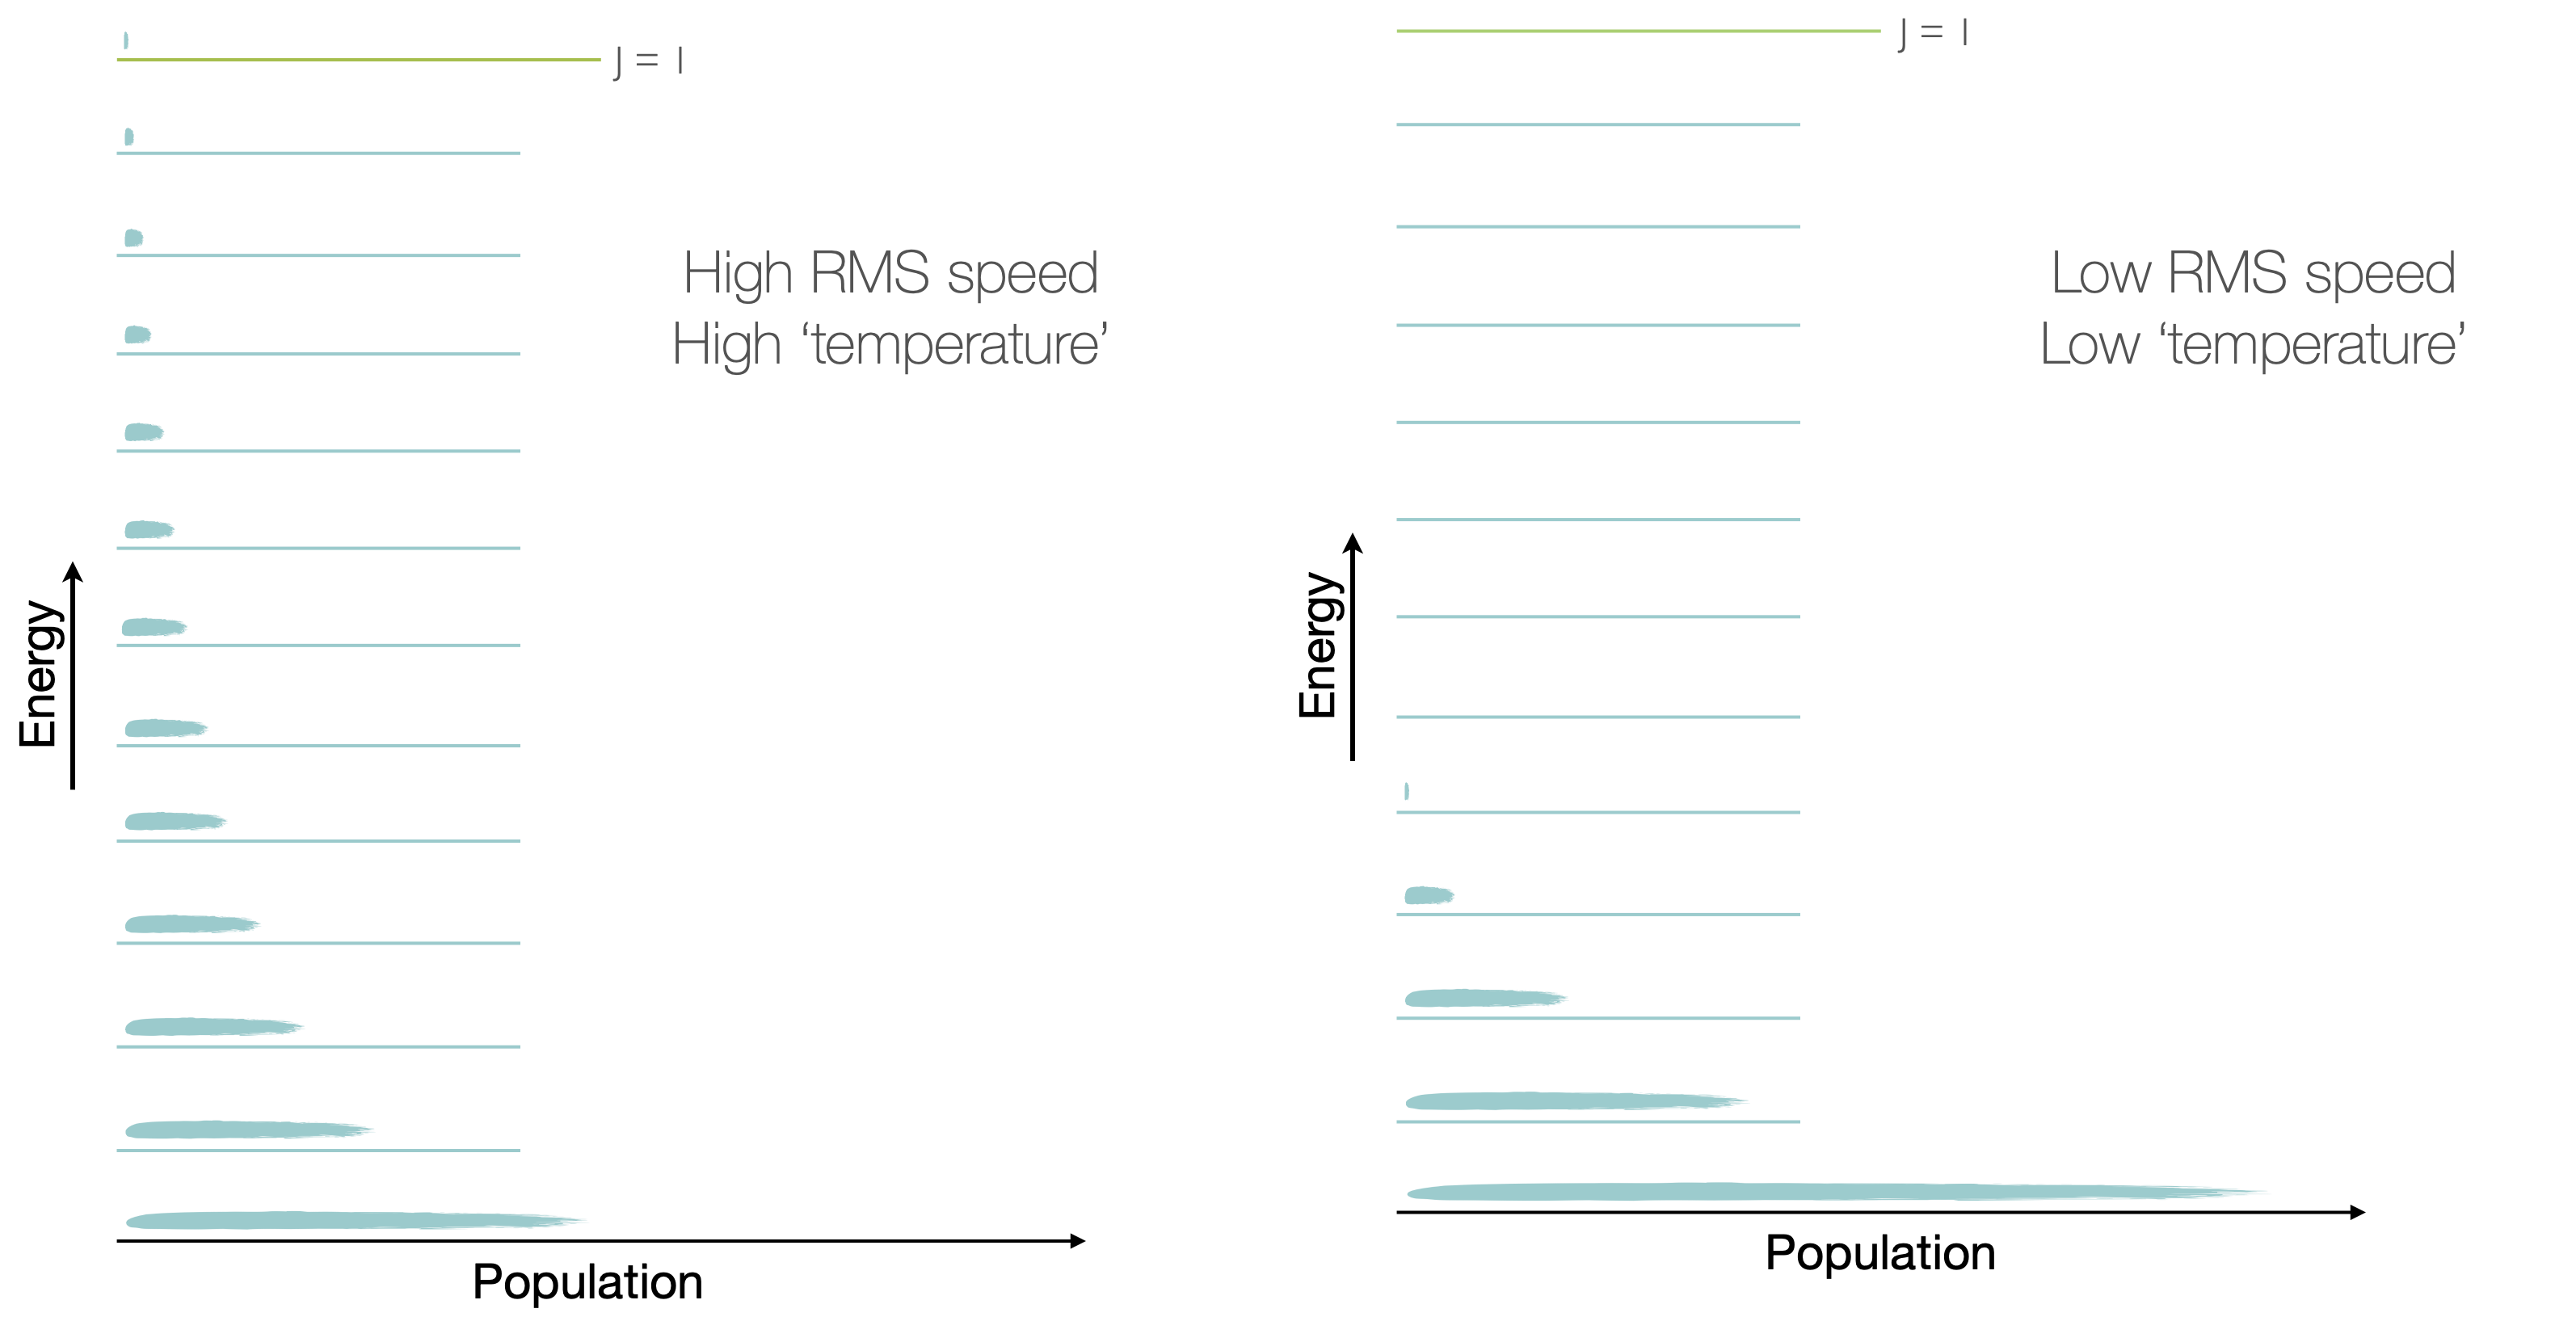 J = 1
High RMS speed
High ‘temperature’
Energy
Population
J = 1
Low RMS speed
Low ‘temperature’
Energy
Population